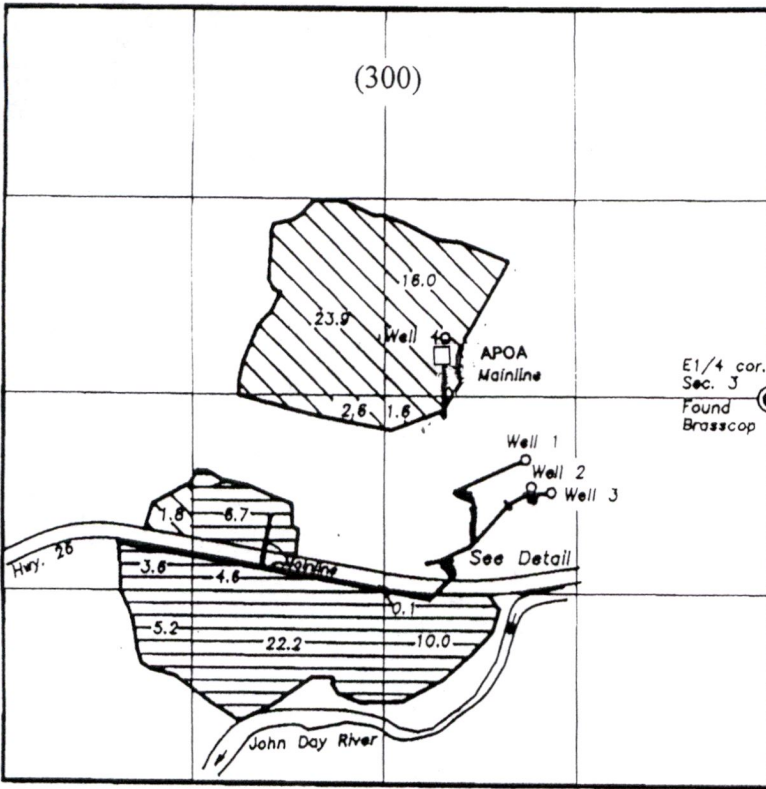 (300)
16.0
23.9
Well 4
APOA
Mainline
E1/4 cor.
Sec. 3
Found
Brasscap
2.6 1.6
Well 1
Well 2
Well 3
1.8 6.7
Hwy. 26
Mainline
See Detail
3.6 4.6
0.1
5.2 22.2 10.0
John Day River